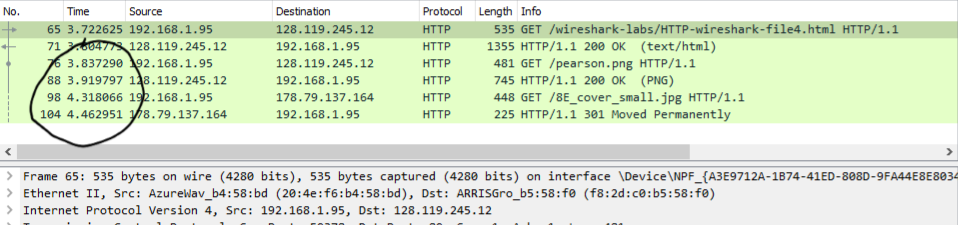 No. Time Source Destination Protocol Length Info
65 3.722625 192.168.1.95 128.119.245.12 HTTP 535 GET /wireshark-labs/HTTP-wireshark-file4.html HTTP/1.1
71 3.804773 128.119.245.12 192.168.1.95 HTTP 1355 HTTP/1.1 200 OK (text/html)
76 3.837290 192.168.1.95 128.119.245.12 HTTP 481 GET /pearson.png HTTP/1.1
88 3.919797 128.119.245.12 192.168.1.95 HTTP 745 HTTP/1.1 200 OK (PNG)
98 4.318066 192.168.1.95 178.79.137.164 HTTP 448 GET /8E_cover_small.jpg HTTP/1.1
104 4.462951 178.79.137.164 192.168.1.95 HTTP 225 HTTP/1.1 301 Moved Permanently
Frame 65: 535 bytes on wire (4280 bits), 535 bytes captured (4280 bits) on interface \Device\NPF_{A3E9712A-1B74-41ED-808D-9FA44E8E8034
Ethernet II, Src: AzureWav_b4:58:bd (20:4e:f6:b4:58:bd), Dst: ARRISGro_b5:58:f0 (f8:2d:c0:b5:58:f0)
Internet Protocol Version 4, Src: 192.168.1.95, Dst: 128.119.245.12